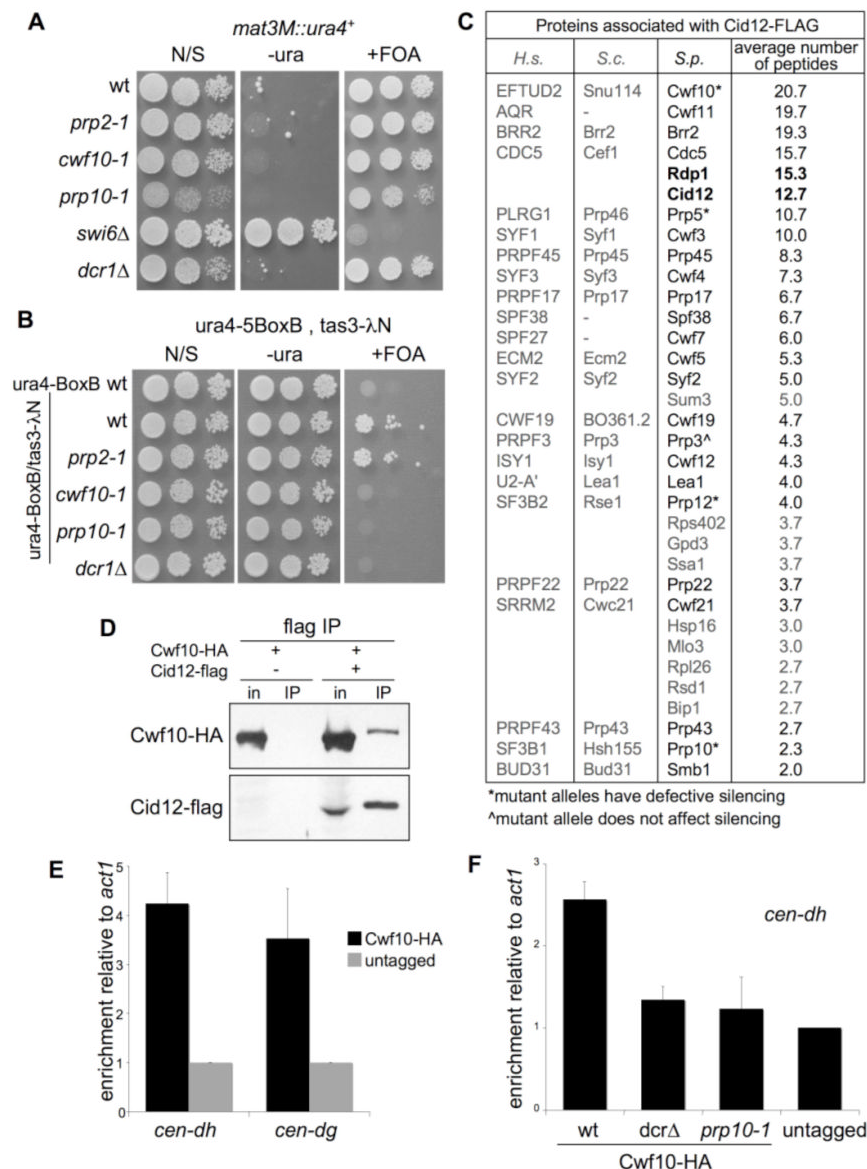 A
mat3M::ura4+
N/S -ura +FOA
wt
prp2-1
cwf10-1
prp10-1
swi6Δ
dcr1Δ
B
ura4-5BoxB , tas3-λN
N/S -ura +FOA
ura4-BoxB wt
ura4-BoxB/tas3-λN
wt
prp2-1
cwf10-1
prp10-1
dcr1Δ
C
Proteins associated with Cid12-FLAG
H.s. S.c. S.p. average number of peptides
EFTUD2 Snu114 Cwf10* 20.7
AQR - Cwf11 19.7
BRR2 Brr2 Brr2 19.3
CDC5 Cef1 Cdc5 15.7
Rdp1 15.3
Cid12 12.7
PLRG1 Prp46 Prp5* 10.7
SYF1 Syf1 Cwf3 10.0
PRPF45 Prp45 Prp45 8.3
SYF3 Syf3 Cwf4 7.3
PRPF17 Prp17 Prp17 6.7
SPF38 - Spf38 6.7
SPF27 - Cwf7 6.0
ECM2 Ecm2 Cwf5 5.3
SYF2 Syf2 Syf2 5.0
Sum3 5.0
CWF19 BO361.2 Cwf19 4.7
PRPF3 Prp3 Prp3^ 4.3
ISY1 Isy1 Cwf12 4.3
U2-A' Lea1 Lea1 4.0
SF3B2 Rse1 Prp12* 4.0
Rps402 3.7
Gpd3 3.7
Ssa1 3.7
PRPF22 Prp22 Prp22 3.7
SRRM2 Cwc21 Cwf21 3.7
Hsp16 3.0
Mlo3 3.0
Rpl26 2.7
Rsd1 2.7
Bip1 2.7
PRPF43 Prp43 Prp43 2.7
SF3B1 Hsh155 Prp10* 2.3
BUD31 Bud31 Smb1 2.0
*mutant alleles have defective silencing
^mutant allele does not affect silencing
D
flag IP
Cwf10-HA + +
Cid12-flag - +
in IP in IP
Cwf10-HA
Cid12-flag
E
enrichment relative to act1
5
4
3
2
1
0
Cwf10-HA
untagged
cen-dh cen-dg
F
enrichment relative to act1
3
2
1
0
cen-dh
wt dcrΔ prp10-1 untagged
Cwf10-HA